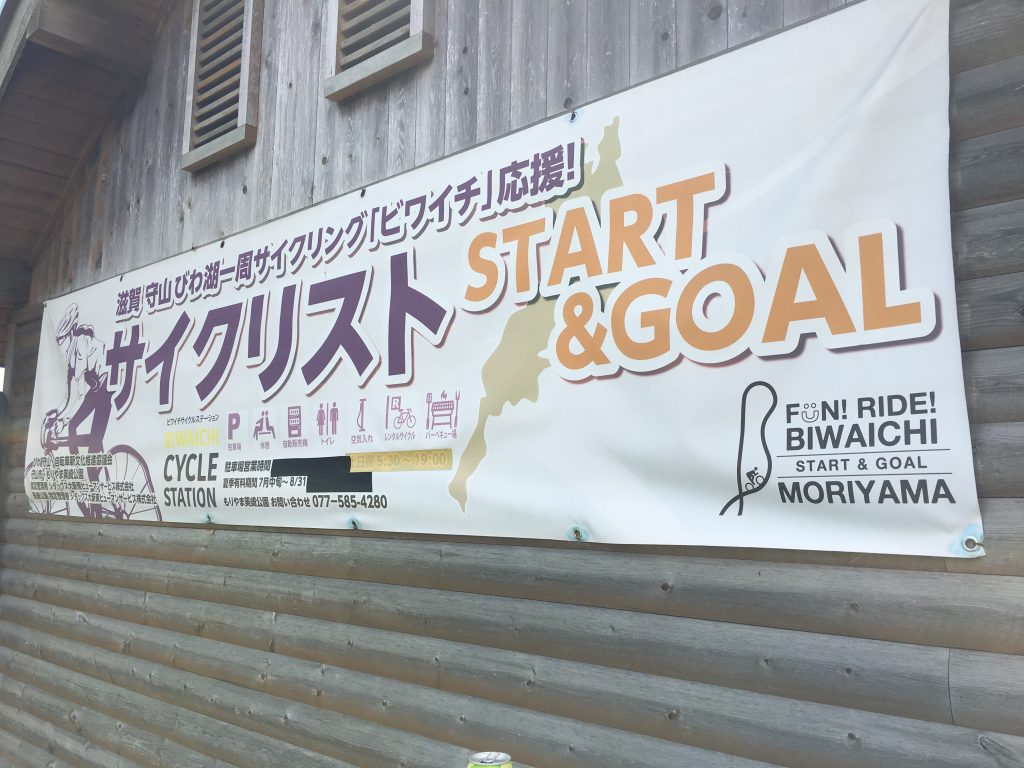 滋賀 守山 びわ湖一周サイクリング「ビワイチ」応援!
サイクリスト
START
&GOAL
ビワイチサイクルステーション
BIWAICHI
CYCLE
STATION
P
駐車場
休憩
自動販売機
トイレ
空気入れ
R
レンタルサイクル
バーベキュー場
駐車場営業時間
5:30~19:00
夏季有料期間 7月中旬~ 8/31
もりやま芙蓉公園 お問い合わせ 077-585-4280
FUN! RIDE!
BIWAICHI
START & GOAL
MORIYAMA